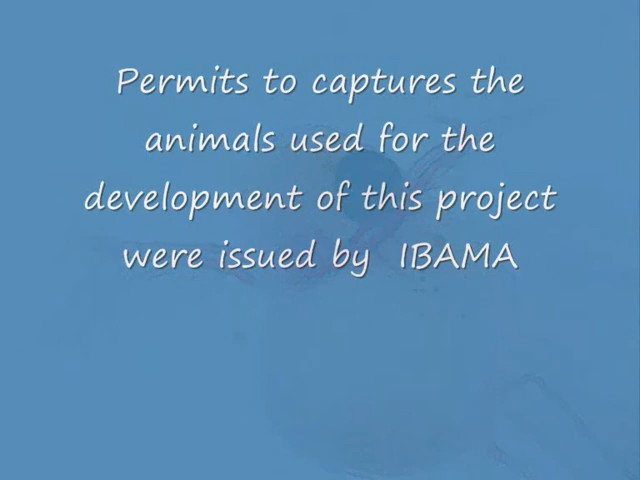 Permits to captures the
animals used for the
development of this project
were issued by IBAMA